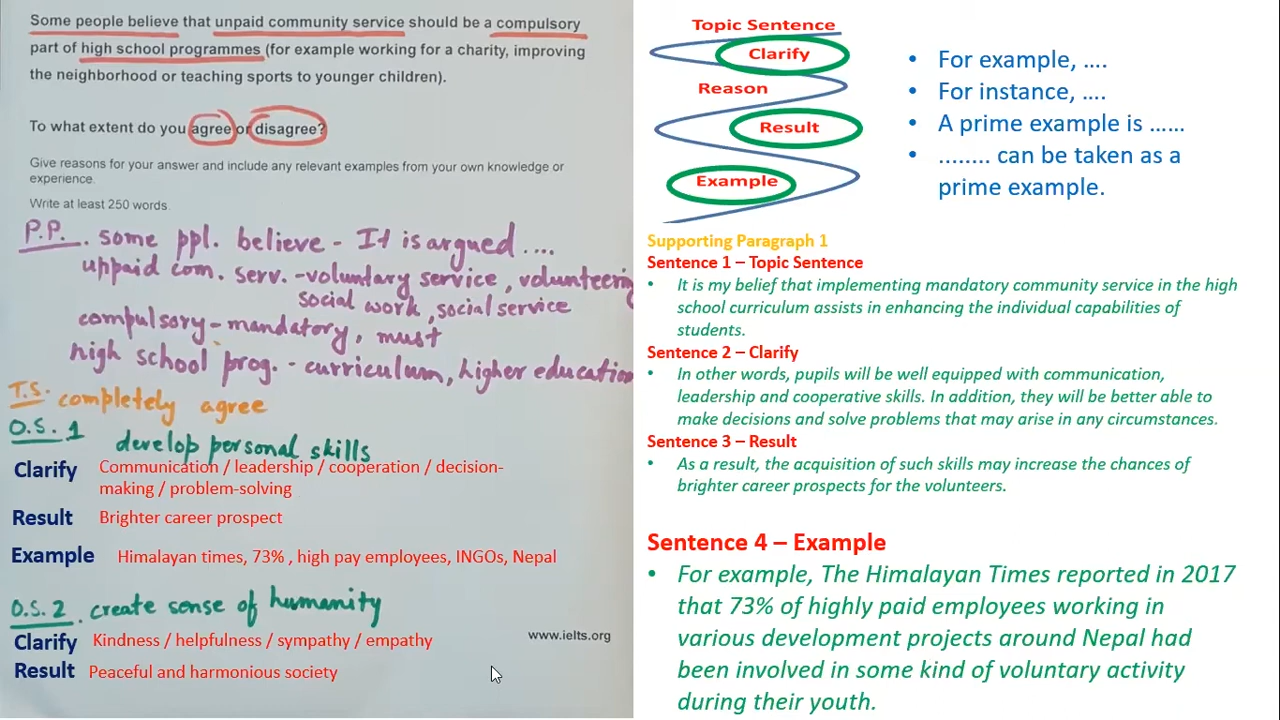 Some people believe that unpaid community service should be a compulsory
part of high school programmes (for example working for a charity, improving
the neighborhood or teaching sports to younger children).
To what extent do you agree or disagree?
Give reasons for your answer and include any relevant examples from your own knowledge or
experience.
Write at least 250 words.
P.P. . some ppl. believe - It is argued ....
uppaid com. serv. - voluntary service, volunteering
social work, social service
compulsory - mandatory, must
high school prog. - curriculum, higher education
T.S. completely agree
O.S. 1 develop personal skills
Clarify Communication / leadership / cooperation / decision-
making / problem-solving
Result Brighter career prospect
Example Himalayan times, 73% , high pay employees, INGOs, Nepal
O.S. 2 . create sense of humanity
Clarify Kindness / helpfulness / sympathy / empathy
www.ielts.org
Result Peaceful and harmonious society
Topic Sentence
Clarify
Reason
Result
Example
• For example, ....
• For instance, ....
• A prime example is ......
• ........ can be taken as a
prime example.
Supporting Paragraph 1
Sentence 1 – Topic Sentence
• It is my belief that implementing mandatory community service in the high
school curriculum assists in enhancing the individual capabilities of
students.
Sentence 2 – Clarify
• In other words, pupils will be well equipped with communication,
leadership and cooperative skills. In addition, they will be better able to
make decisions and solve problems that may arise in any circumstances.
Sentence 3 – Result
• As a result, the acquisition of such skills may increase the chances of
brighter career prospects for the volunteers.
Sentence 4 – Example
• For example, The Himalayan Times reported in 2017
that 73% of highly paid employees working in
various development projects around Nepal had
been involved in some kind of voluntary activity
during their youth.